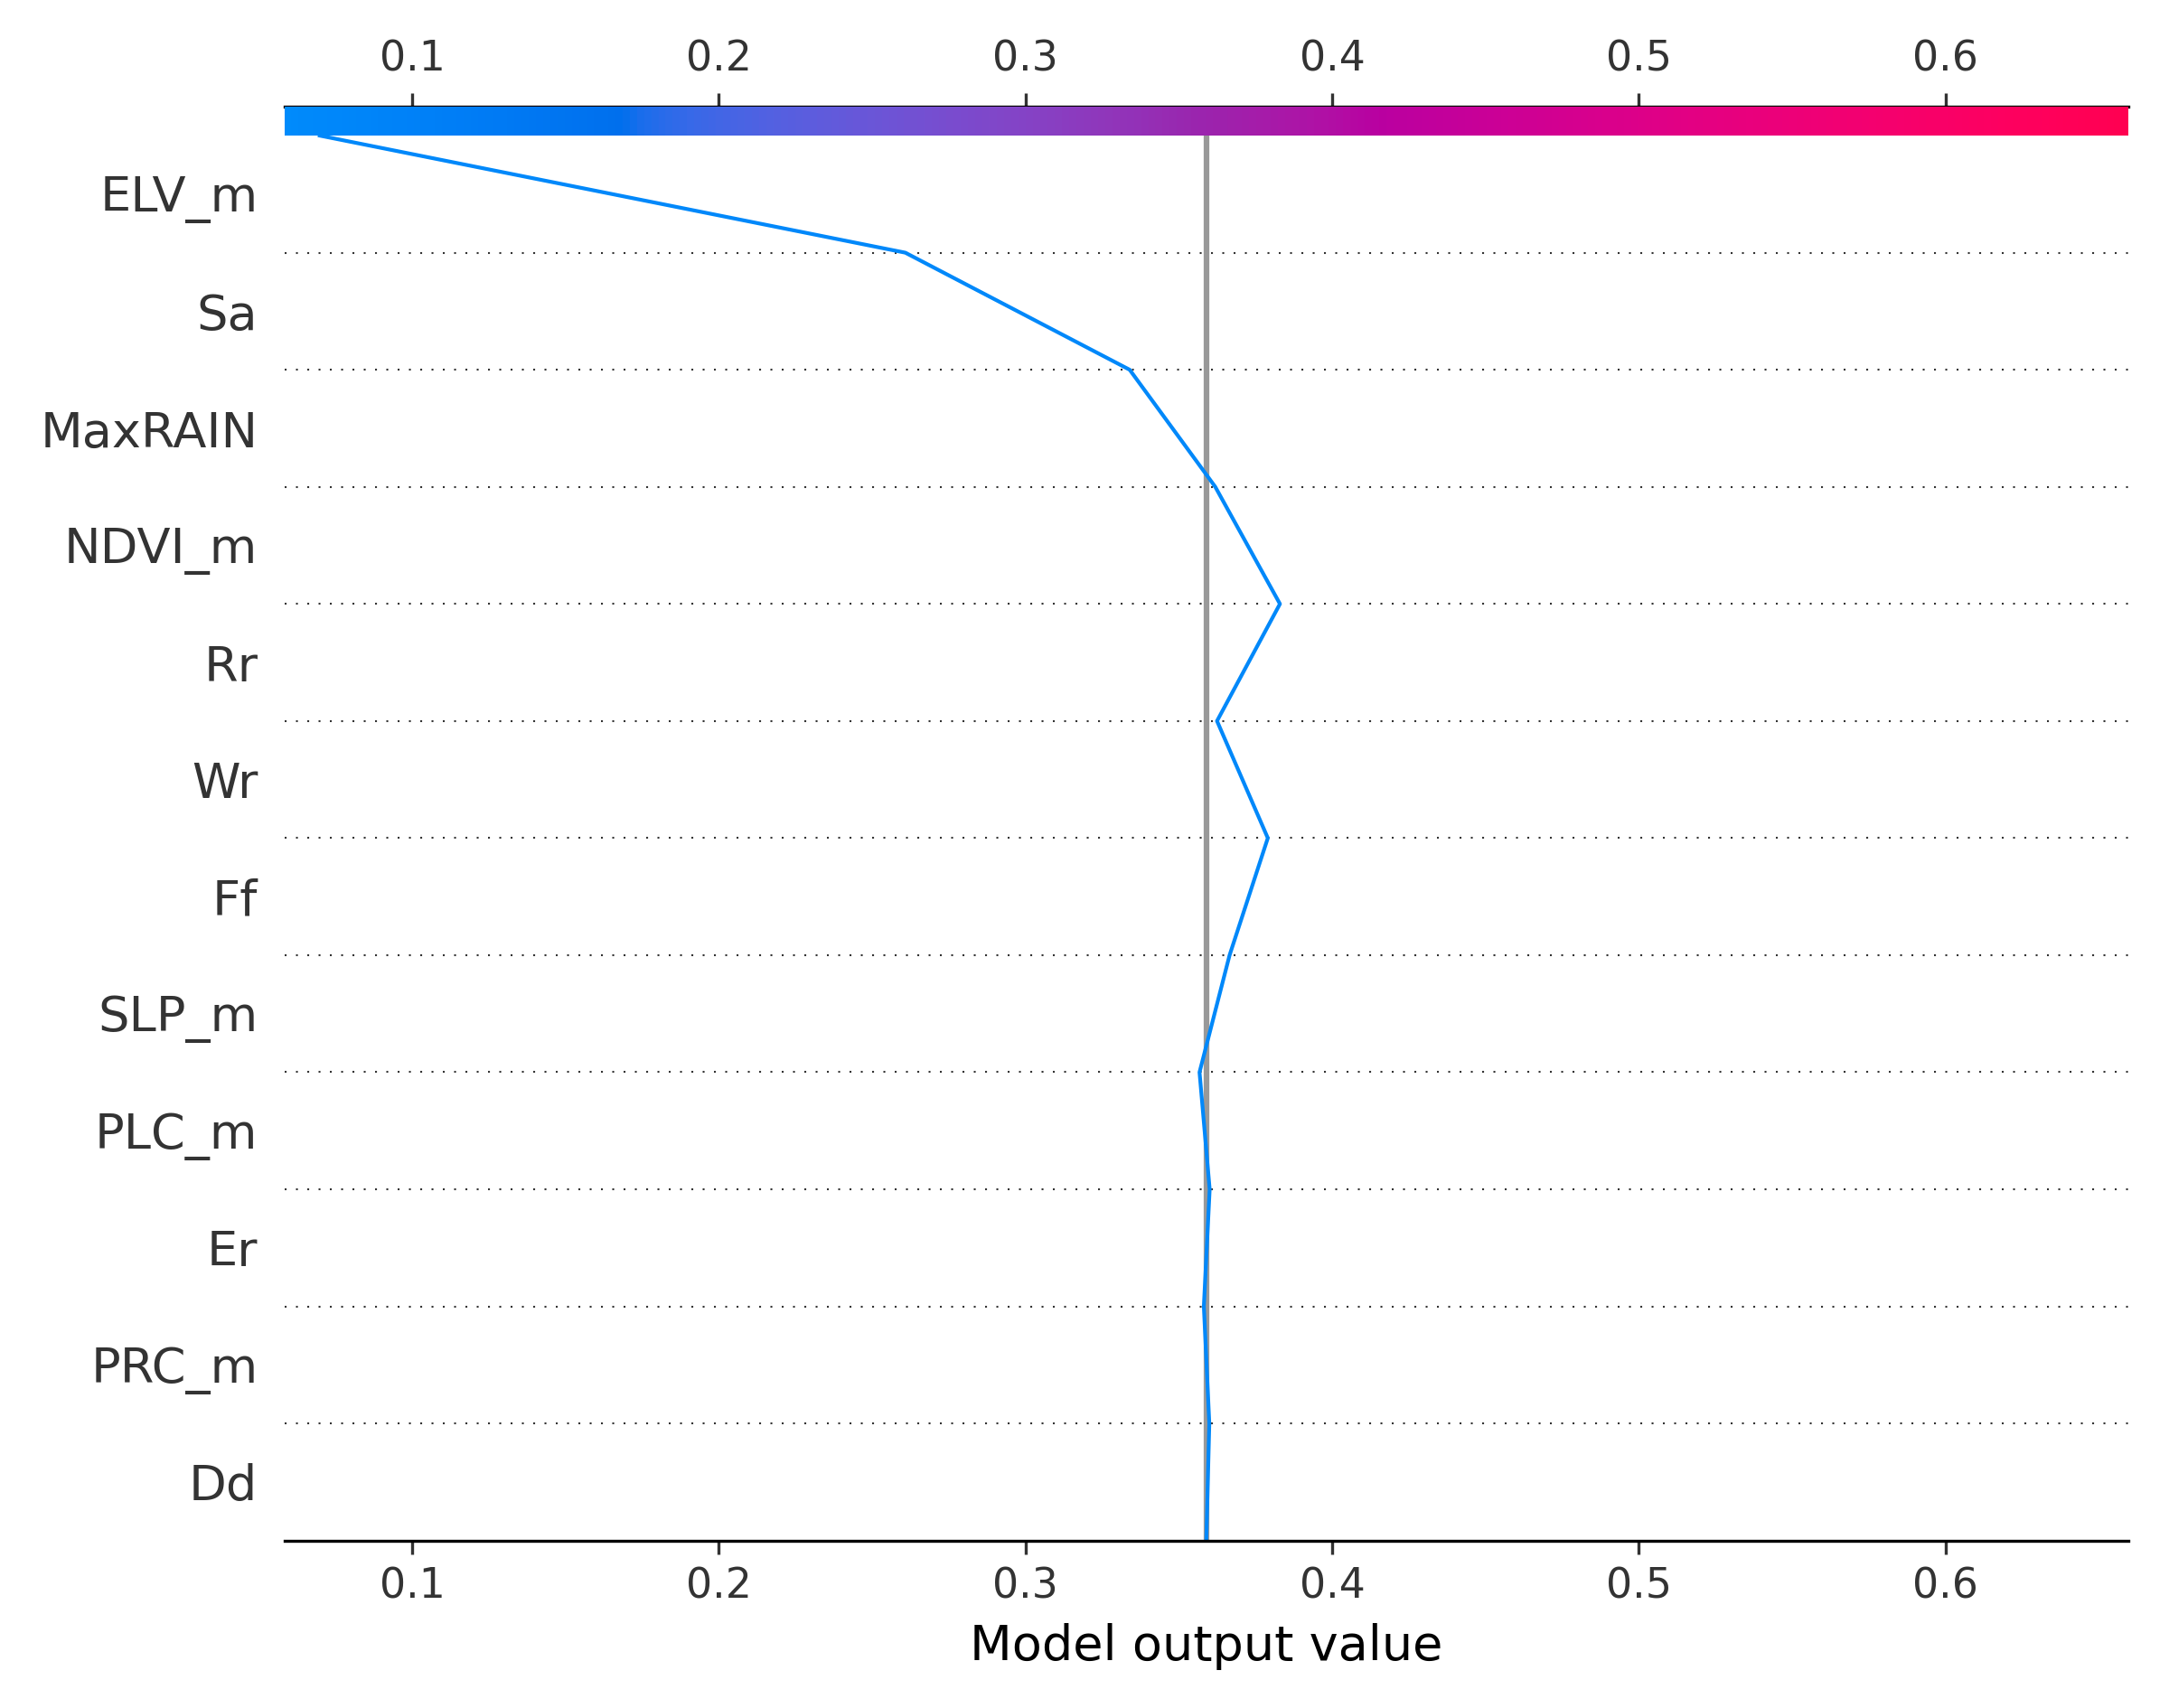 0.1 0.2 0.3 0.4 0.5 0.6
ELV_m
Sa
MaxRAIN
NDVI_m
Rr
Wr
Ff
SLP_m
PLC_m
Er
PRC_m
Dd
0.1 0.2 0.3 0.4 0.5 0.6
Model output value